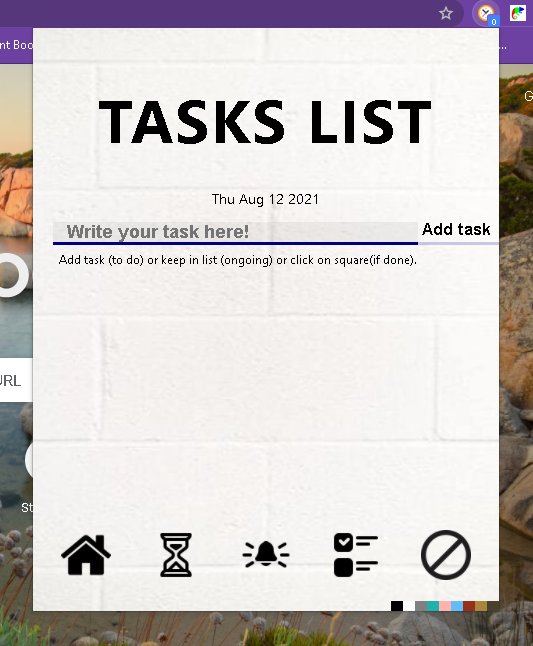 0
nt Boo
...
G
TASKS LIST
Thu Aug 12 2021
Write your task here!
Add task
Add task (to do) or keep in list (ongoing) or click on square(if done).
URL
St